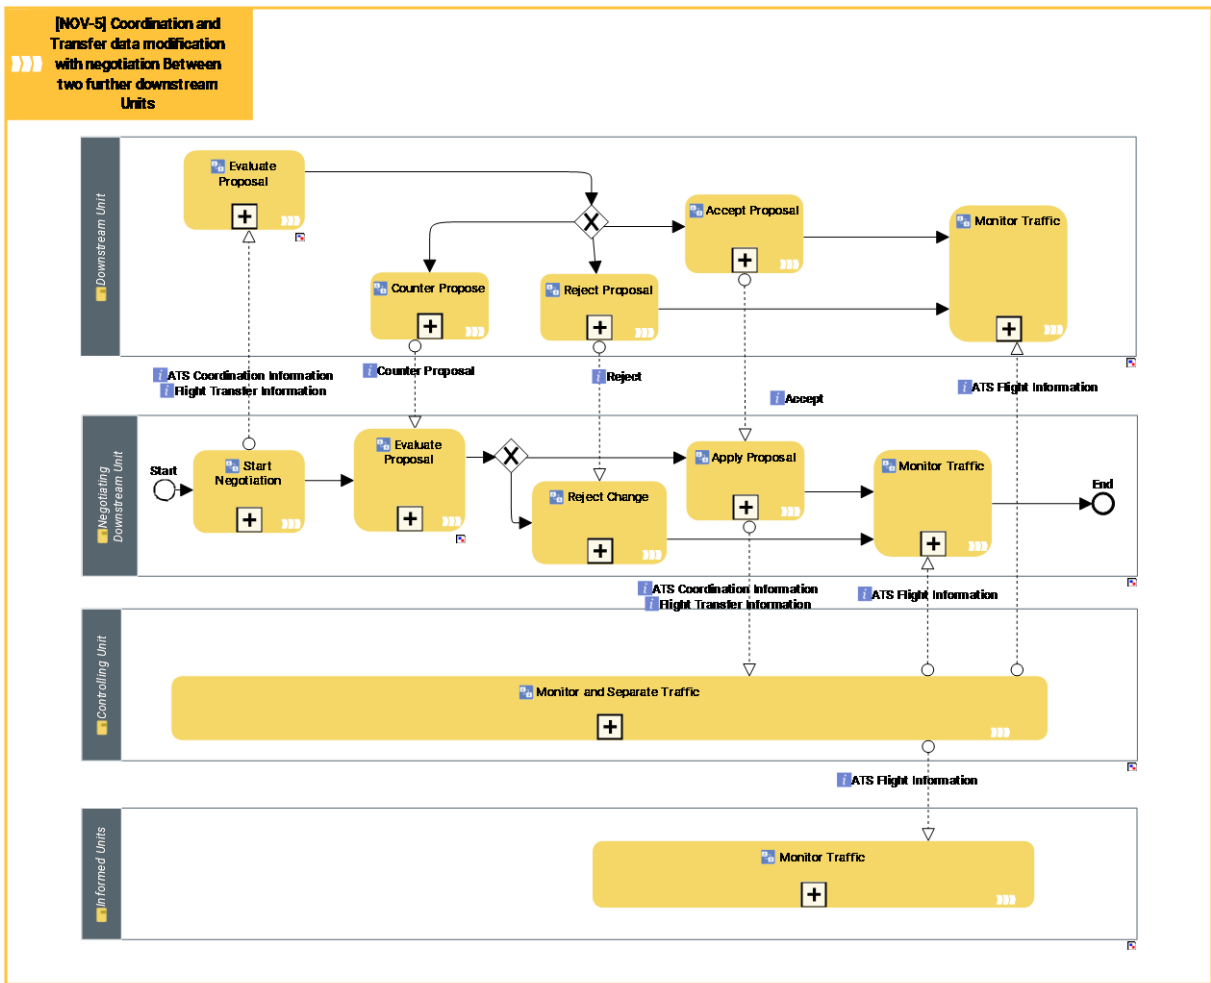 [NOV-5] Coordination and
Transfer data modification
with negotiation Between
two further downstream
Units
Downstream Unit
Evaluate
Proposal
Accept Proposal
Monitor Traffic
Counter Propose
Reject Proposal
ATS Coordination Information
Flight Transfer Information
Counter Proposal
Reject
Accept
ATS Flight Information
Negotiating
Downstream Unit
Start
Start
Negotiation
Evaluate
Proposal
Reject Change
Apply Proposal
Monitor Traffic
End
ATS Coordination Information
Flight Transfer Information
ATS Flight Information
Controlling Unit
Monitor and Separate Traffic
ATS Flight Information
Informed Units
Monitor Traffic